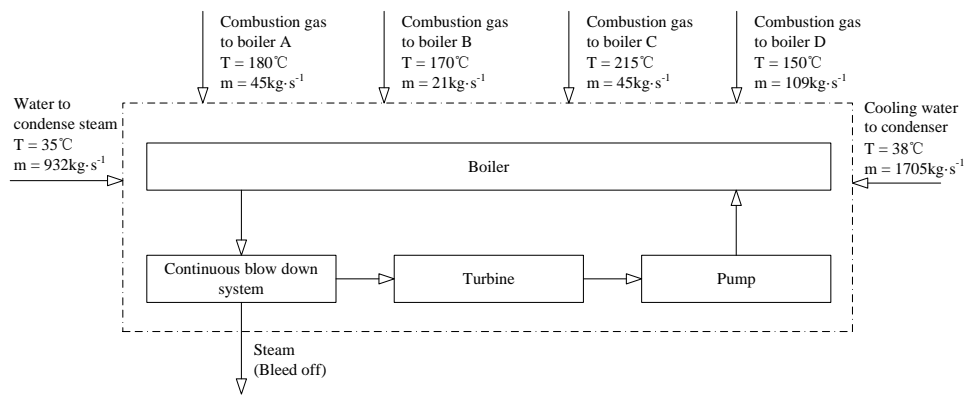 Combustion gas
to boiler A
T = 180℃
m = 45kg·s⁻¹
Combustion gas
to boiler B
T = 170℃
m = 21kg·s⁻¹
Combustion gas
to boiler C
T = 215℃
m = 45kg·s⁻¹
Combustion gas
to boiler D
T = 150℃
m = 109kg·s⁻¹
Water to
condense steam
T = 35℃
m = 932kg·s⁻¹
Cooling water
to condenser
T = 38℃
m = 1705kg·s⁻¹
Boiler
Continuous blow down
system
Turbine
Pump
Steam
(Bleed off)